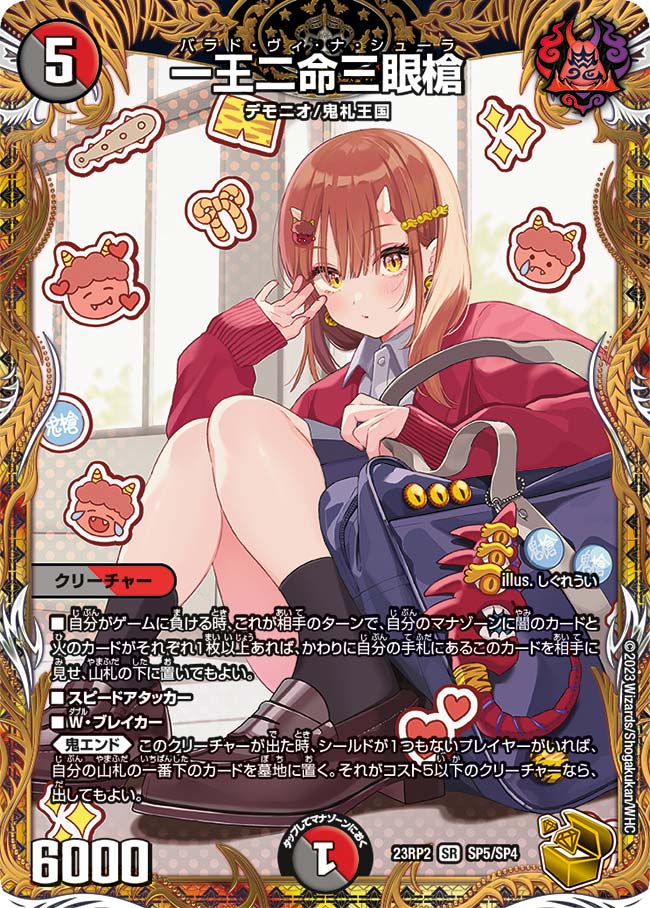 5
バラド・ヴィ・ナ・シューラ
一王二命三眼槍
デモニオ/鬼札王国
鬼槍
鬼槍
鬼槍
クリーチャー
illus. しぐれうい
■自分がゲームに負ける時、これが相手のターンで、自分のマナゾーンに闇のカードと
火のカードがそれぞれ1枚以上あれば、かわりに自分の手札にあるこのカードを相手に
見せ、山札の下に置いてもよい。
■スピードアタッカー
■W・ブレイカー
鬼エンド このクリーチャーが出た時、シールドが1つもないプレイヤーがいれば、
自分の山札の一番下のカードを墓地に置く。それがコスト5以下のクリーチャーなら、
出してもよい。
©2023 Wizards/Shogakukan/WHC
タップしてマナゾーンにおく
6000
1
23RP2 SR SP5/SP4